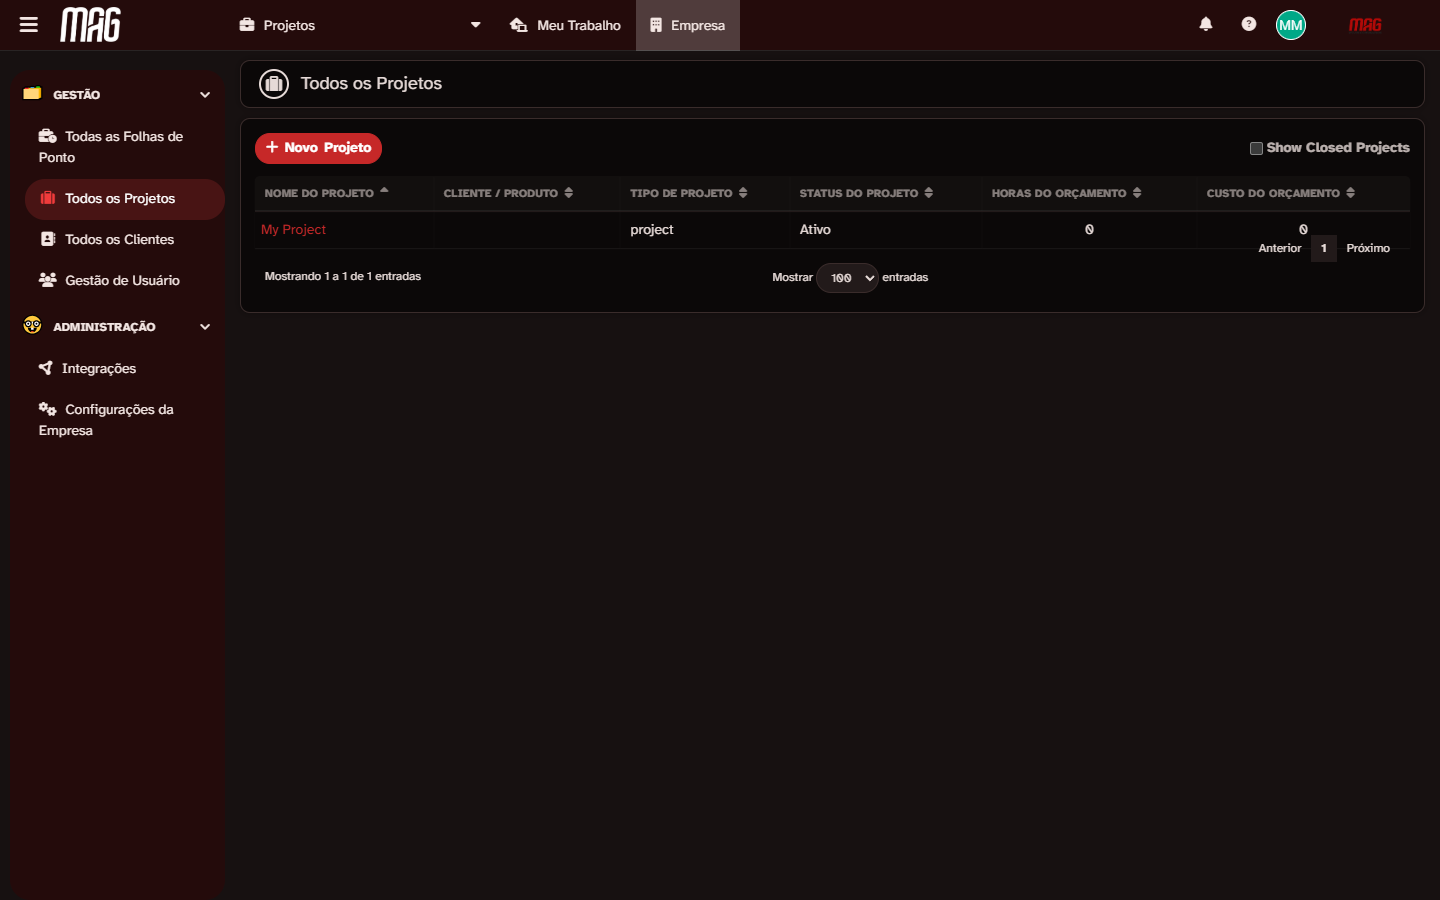 MAG
Projetos
Meu Trabalho
Empresa
MM
MAG
GESTÃO
Todas as Folhas de
Ponto
Todos os Projetos
Todos os Clientes
Gestão de Usuário
ADMINISTRAÇÃO
Integrações
Configurações da
Empresa
Todos os Projetos
+ Novo Projeto
Show Closed Projects
NOME DO PROJETO
CLIENTE / PRODUTO
TIPO DE PROJETO
STATUS DO PROJETO
HORAS DO ORÇAMENTO
CUSTO DO ORÇAMENTO
My Project
project
Ativo
0
0
Anterior
1
Próximo
Mostrando 1 a 1 de 1 entradas
Mostrar 100 entradas